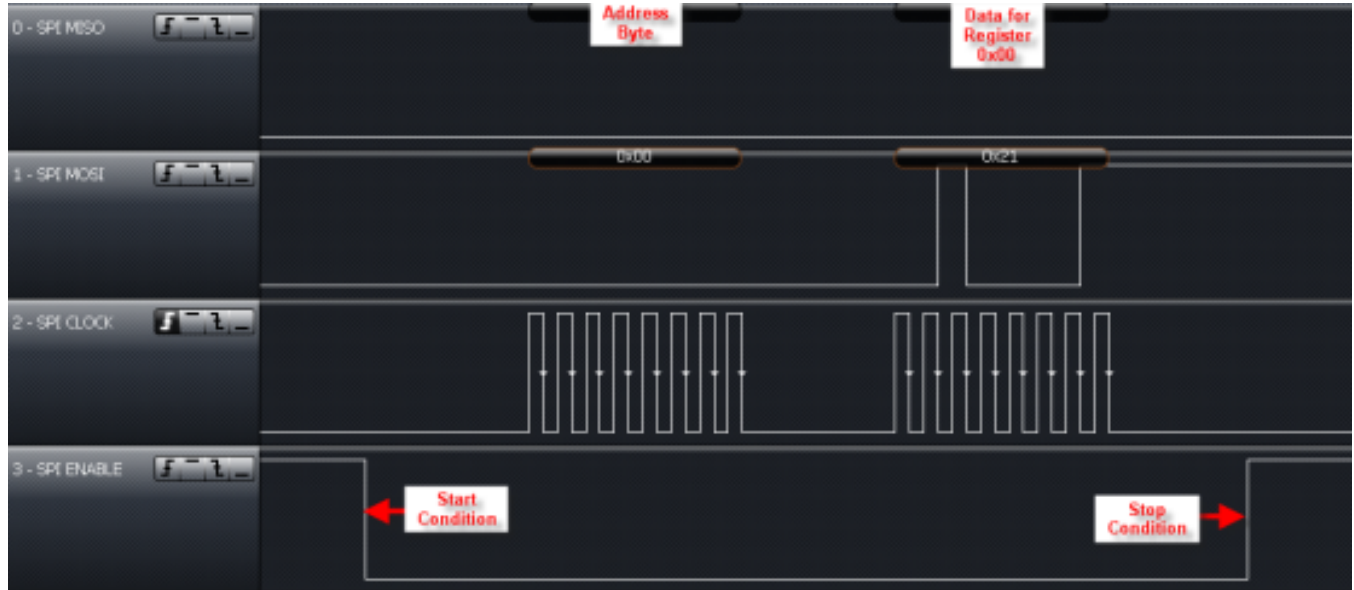 0 - SPI MISO
Address
Byte
Data for
Register
0x00
1 - SPI MOSI
0x00
0x21
2 - SPI CLOCK
3 - SPI ENABLE
Start
Condition
Stop
Condition